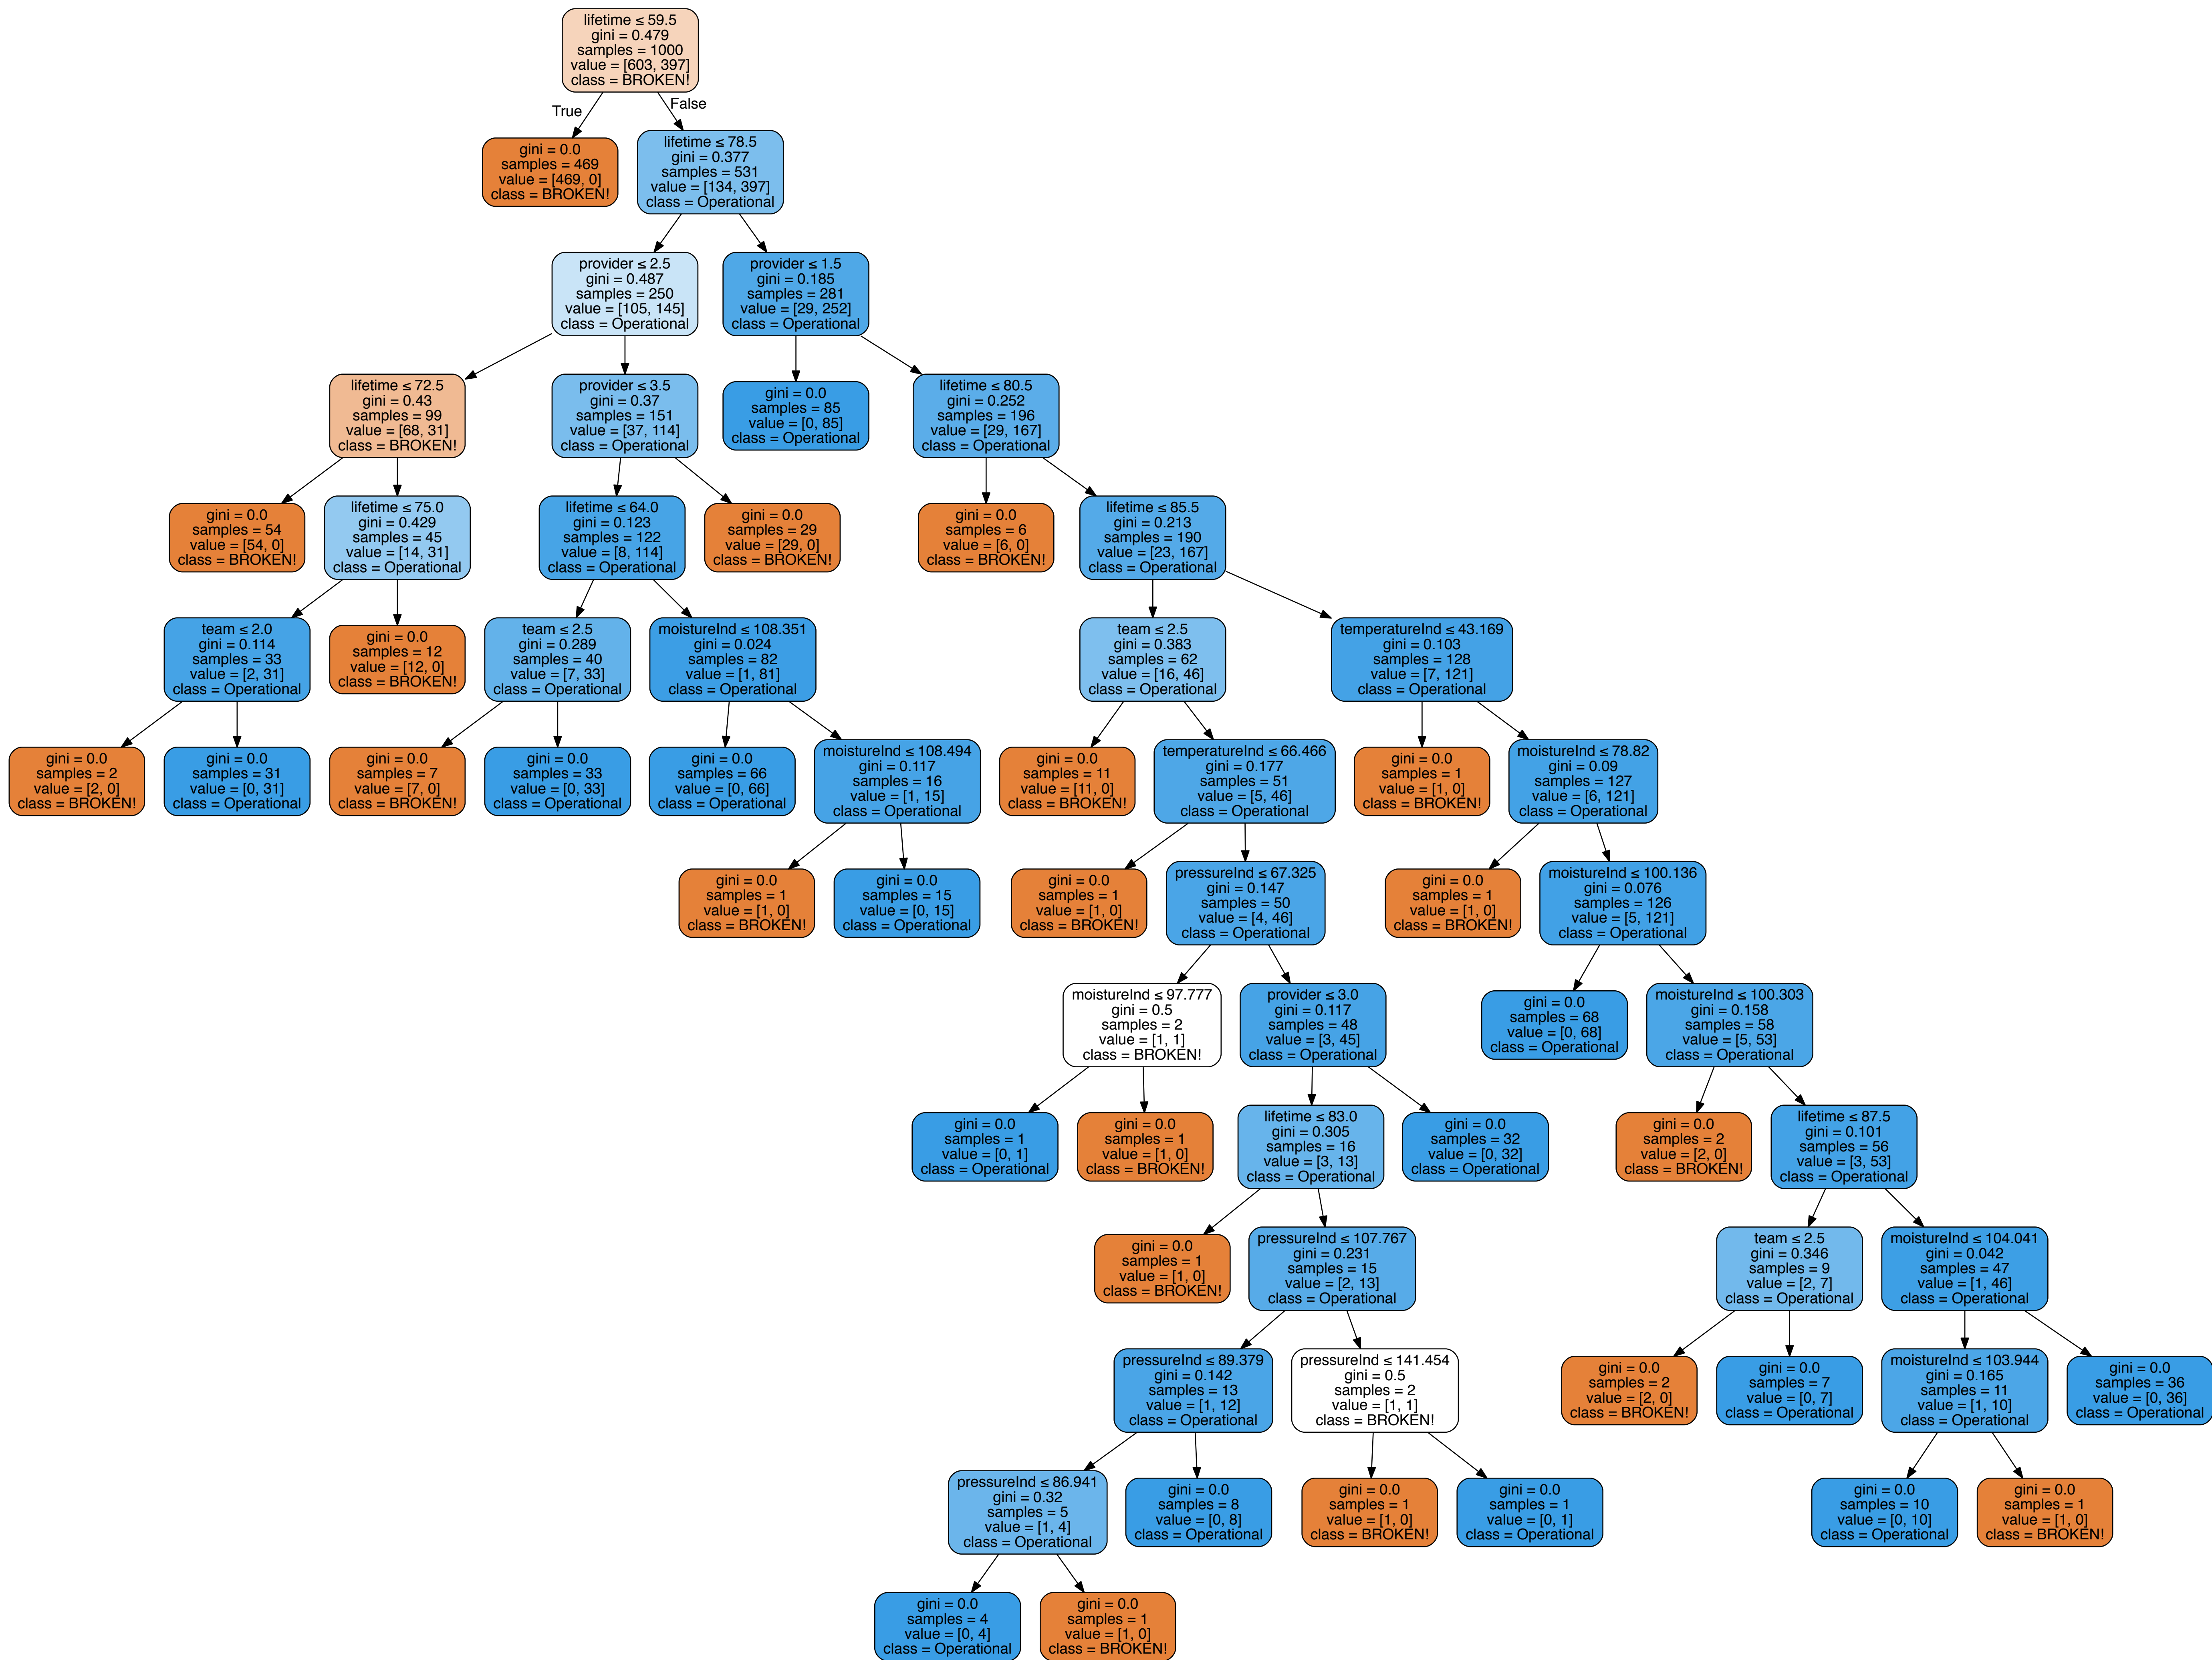 lifetime ≤ 59.5
gini = 0.479
samples = 1000
value = [603, 397]
class = BROKEN!
True
False
gini = 0.0
samples = 469
value = [469, 0]
class = BROKEN!
lifetime ≤ 78.5
gini = 0.377
samples = 531
value = [134, 397]
class = Operational
provider ≤ 2.5
gini = 0.487
samples = 250
value = [105, 145]
class = Operational
provider ≤ 1.5
gini = 0.185
samples = 281
value = [29, 252]
class = Operational
lifetime ≤ 72.5
gini = 0.43
samples = 99
value = [68, 31]
class = BROKEN!
provider ≤ 3.5
gini = 0.37
samples = 151
value = [37, 114]
class = Operational
gini = 0.0
samples = 85
value = [0, 85]
class = Operational
lifetime ≤ 80.5
gini = 0.252
samples = 196
value = [29, 167]
class = Operational
gini = 0.0
samples = 54
value = [54, 0]
class = BROKEN!
lifetime ≤ 75.0
gini = 0.429
samples = 45
value = [14, 31]
class = Operational
lifetime ≤ 64.0
gini = 0.123
samples = 122
value = [8, 114]
class = Operational
gini = 0.0
samples = 29
value = [29, 0]
class = BROKEN!
gini = 0.0
samples = 6
value = [6, 0]
class = BROKEN!
lifetime ≤ 85.5
gini = 0.213
samples = 190
value = [23, 167]
class = Operational
team ≤ 2.0
gini = 0.114
samples = 33
value = [2, 31]
class = Operational
gini = 0.0
samples = 12
value = [12, 0]
class = BROKEN!
team ≤ 2.5
gini = 0.289
samples = 40
value = [7, 33]
class = Operational
moistureInd ≤ 108.351
gini = 0.024
samples = 82
value = [1, 81]
class = Operational
team ≤ 2.5
gini = 0.383
samples = 62
value = [16, 46]
class = Operational
temperatureInd ≤ 43.169
gini = 0.103
samples = 128
value = [7, 121]
class = Operational
gini = 0.0
samples = 2
value = [2, 0]
class = BROKEN!
gini = 0.0
samples = 31
value = [0, 31]
class = Operational
gini = 0.0
samples = 7
value = [7, 0]
class = BROKEN!
gini = 0.0
samples = 33
value = [0, 33]
class = Operational
gini = 0.0
samples = 66
value = [0, 66]
class = Operational
moistureInd ≤ 108.494
gini = 0.117
samples = 16
value = [1, 15]
class = Operational
gini = 0.0
samples = 11
value = [11, 0]
class = BROKEN!
temperatureInd ≤ 66.466
gini = 0.177
samples = 51
value = [5, 46]
class = Operational
gini = 0.0
samples = 1
value = [1, 0]
class = BROKEN!
moistureInd ≤ 78.82
gini = 0.09
samples = 127
value = [6, 121]
class = Operational
gini = 0.0
samples = 1
value = [1, 0]
class = BROKEN!
gini = 0.0
samples = 15
value = [0, 15]
class = Operational
gini = 0.0
samples = 1
value = [1, 0]
class = BROKEN!
pressureInd ≤ 67.325
gini = 0.147
samples = 50
value = [4, 46]
class = Operational
gini = 0.0
samples = 1
value = [1, 0]
class = BROKEN!
moistureInd ≤ 100.136
gini = 0.076
samples = 126
value = [5, 121]
class = Operational
moistureInd ≤ 97.777
gini = 0.5
samples = 2
value = [1, 1]
class = BROKEN!
provider ≤ 3.0
gini = 0.117
samples = 48
value = [3, 45]
class = Operational
gini = 0.0
samples = 68
value = [0, 68]
class = Operational
moistureInd ≤ 100.303
gini = 0.158
samples = 58
value = [5, 53]
class = Operational
gini = 0.0
samples = 1
value = [0, 1]
class = Operational
gini = 0.0
samples = 1
value = [1, 0]
class = BROKEN!
lifetime ≤ 83.0
gini = 0.305
samples = 16
value = [3, 13]
class = Operational
gini = 0.0
samples = 32
value = [0, 32]
class = Operational
gini = 0.0
samples = 2
value = [2, 0]
class = BROKEN!
lifetime ≤ 87.5
gini = 0.101
samples = 56
value = [3, 53]
class = Operational
gini = 0.0
samples = 1
value = [1, 0]
class = BROKEN!
pressureInd ≤ 107.767
gini = 0.231
samples = 15
value = [2, 13]
class = Operational
team ≤ 2.5
gini = 0.346
samples = 9
value = [2, 7]
class = Operational
moistureInd ≤ 104.041
gini = 0.042
samples = 47
value = [1, 46]
class = Operational
pressureInd ≤ 89.379
gini = 0.142
samples = 13
value = [1, 12]
class = Operational
pressureInd ≤ 141.454
gini = 0.5
samples = 2
value = [1, 1]
class = BROKEN!
gini = 0.0
samples = 2
value = [2, 0]
class = BROKEN!
gini = 0.0
samples = 7
value = [0, 7]
class = Operational
moistureInd ≤ 103.944
gini = 0.165
samples = 11
value = [1, 10]
class = Operational
gini = 0.0
samples = 36
value = [0, 36]
class = Operational
pressureInd ≤ 86.941
gini = 0.32
samples = 5
value = [1, 4]
class = Operational
gini = 0.0
samples = 8
value = [0, 8]
class = Operational
gini = 0.0
samples = 1
value = [1, 0]
class = BROKEN!
gini = 0.0
samples = 1
value = [0, 1]
class = Operational
gini = 0.0
samples = 10
value = [0, 10]
class = Operational
gini = 0.0
samples = 1
value = [1, 0]
class = BROKEN!
gini = 0.0
samples = 4
value = [0, 4]
class = Operational
gini = 0.0
samples = 1
value = [1, 0]
class = BROKEN!